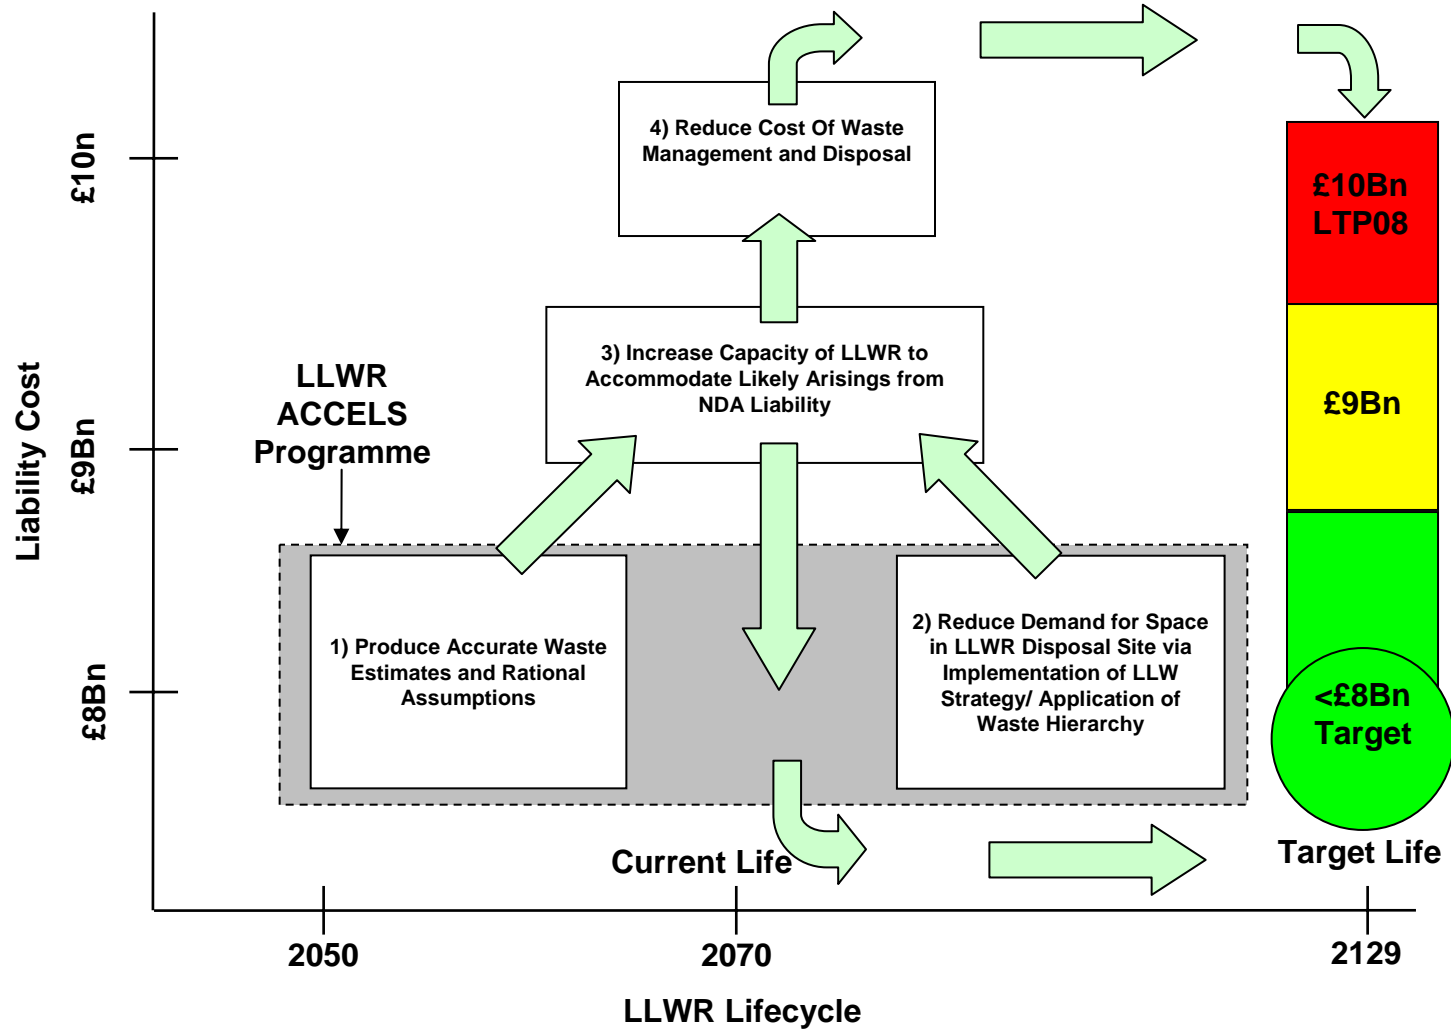 4) Reduce Cost Of Waste
Management and Disposal
£10Bn
LTP08
£10n
3) Increase Capacity of LLWR to
Accommodate Likely Arisings from
NDA Liability
£9Bn
LLWR
ACCELS
Programme
£9Bn
Liability Cost
1) Produce Accurate Waste
Estimates and Rational
Assumptions
2) Reduce Demand for Space
in LLWR Disposal Site via
Implementation of LLW
Strategy/ Application of
Waste Hierarchy
<£8Bn
Target
£8Bn
Current Life
Target Life
2050
2070
2129
LLWR Lifecycle